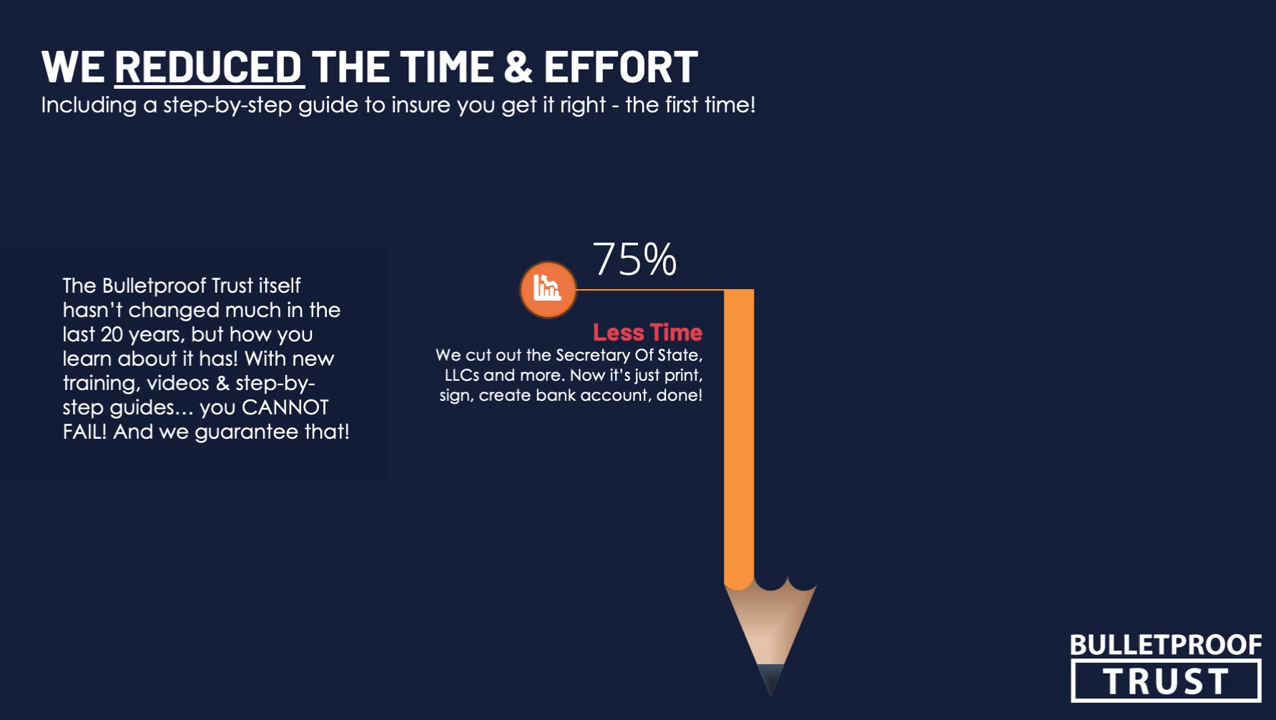 WE REDUCED THE TIME & EFFORT
Including a step-by-step guide to insure you get it right - the first time!
The Bulletproof Trust itself
hasn't changed much in the
last 20 years, but how you
learn about it has! With new
training, videos & step-by-
step guides... you CANNOT
FAIL! And we guarantee that!
75%
Less Time
We cut out the Secretary Of State,
LLCs and more. Now it's just print,
sign, create bank account, done!
BULLETPROOF
TRUST